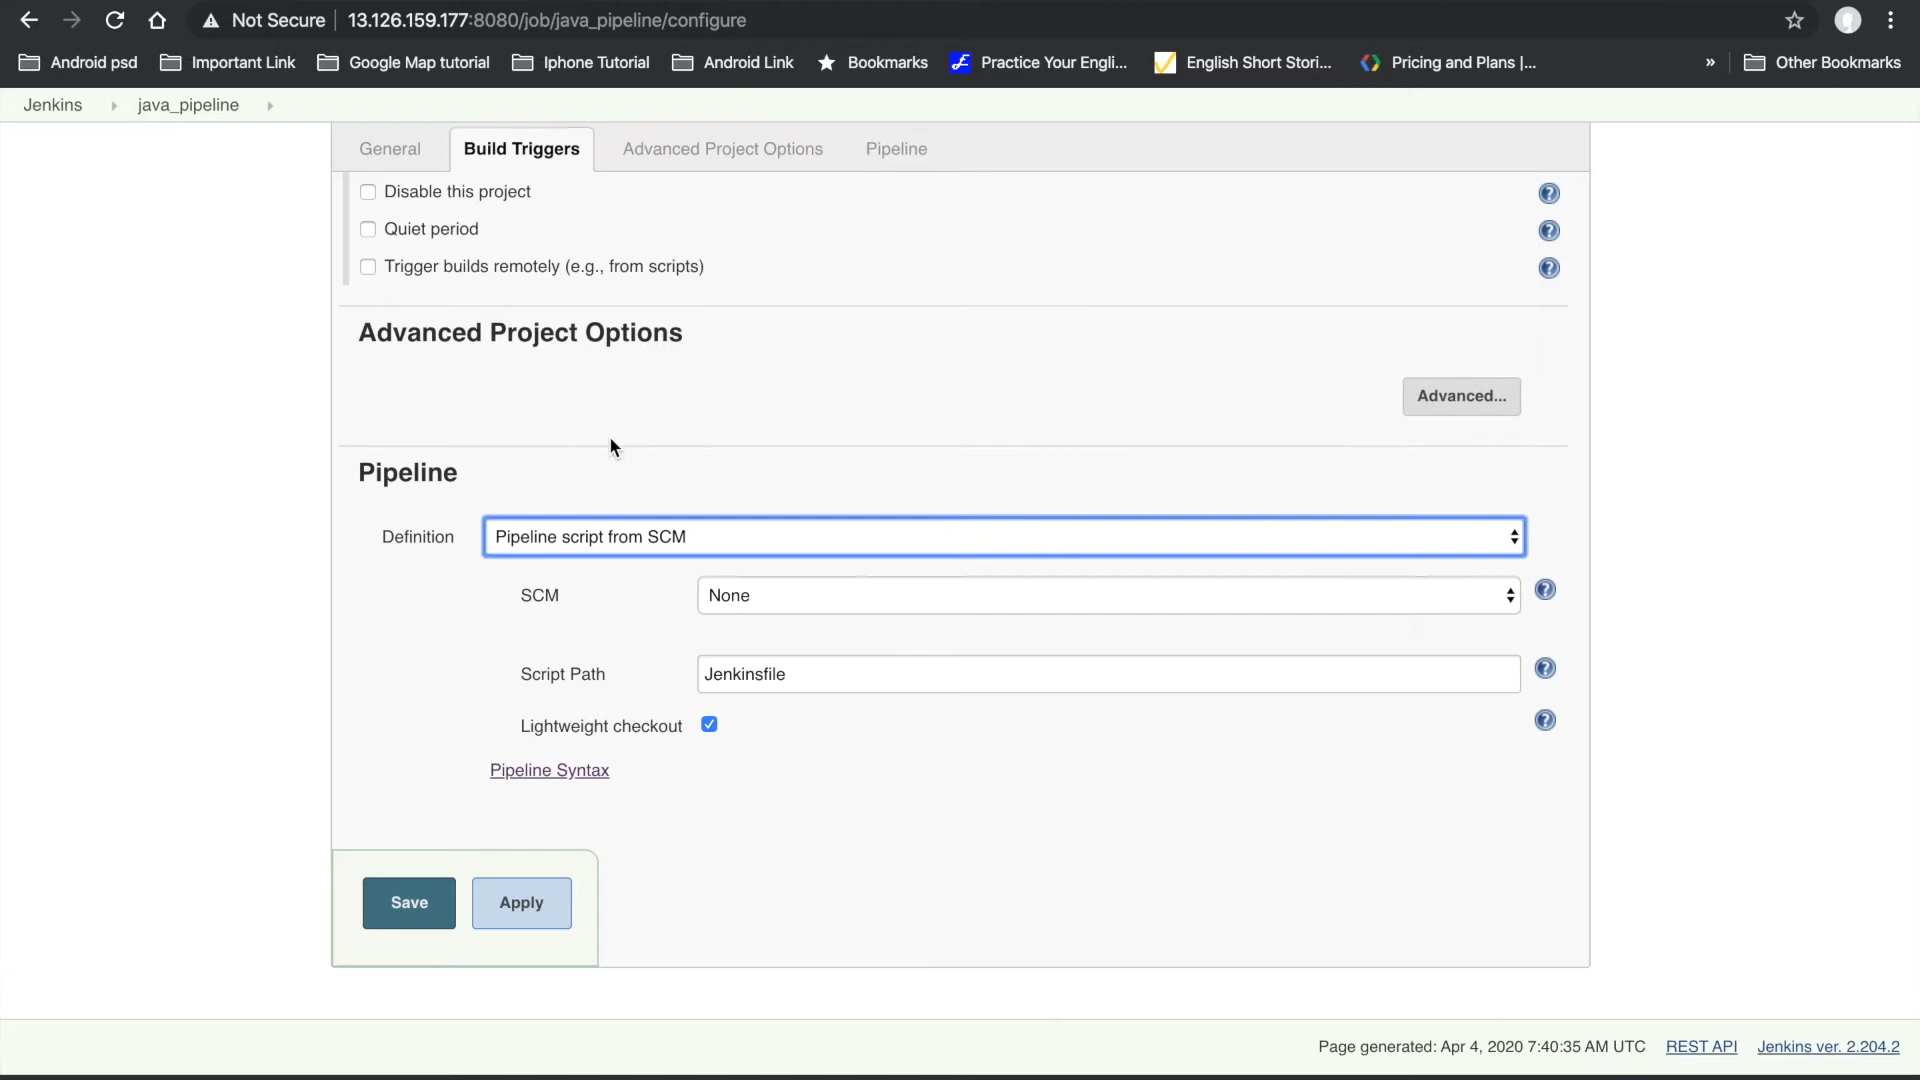 Not Secure 13.126.159.177:8080/job/java_pipeline/configure
Android psd Important Link Google Map tutorial Iphone Tutorial Android Link Bookmarks Practice Your Engli... English Short Stori... Pricing and Plans |... » Other Bookmarks
Jenkins java_pipeline
General Build Triggers Advanced Project Options Pipeline
Disable this project
Quiet period
Trigger builds remotely (e.g., from scripts)
Advanced Project Options
Advanced...
Pipeline
Definition Pipeline script from SCM
SCM None
Script Path Jenkinsfile
Lightweight checkout
Pipeline Syntax
Save Apply
Page generated: Apr 4, 2020 7:40:35 AM UTC REST API Jenkins ver. 2.204.2